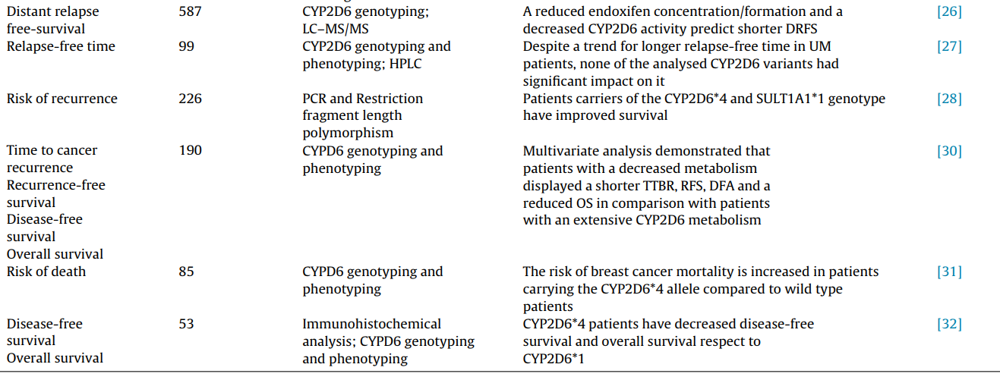 Distant relapse
free-survival
587
CYP2D6 genotyping;
LC–MS/MS
A reduced endoxifen concentration/formation and a
decreased CYP2D6 activity predict shorter DRFS
[26]
Relapse-free time
99
CYP2D6 genotyping and
phenotyping; HPLC
Despite a trend for longer relapse-free time in UM
patients, none of the analysed CYP2D6 variants had
significant impact on it
[27]
Risk of recurrence
226
PCR and Restriction
fragment length
polymorphism
Patients carriers of the CYP2D6*4 and SULT1A1*1 genotype
have improved survival
[28]
Time to cancer
recurrence
Recurrence-free
survival
Disease-free
survival
Overall survival
190
CYPD6 genotyping and
phenotyping
Multivariate analysis demonstrated that
patients with a decreased metabolism
displayed a shorter TTBR, RFS, DFA and a
reduced OS in comparison with patients
with an extensive CYP2D6 metabolism
[30]
Risk of death
85
CYPD6 genotyping and
phenotyping
The risk of breast cancer mortality is increased in patients
carrying the CYP2D6*4 allele compared to wild type
patients
[31]
Disease-free
survival
Overall survival
53
Immunohistochemical
analysis; CYPD6 genotyping
and phenotyping
CYP2D6*4 patients have decreased disease-free
survival and overall survival respect to
CYP2D6*1
[32]